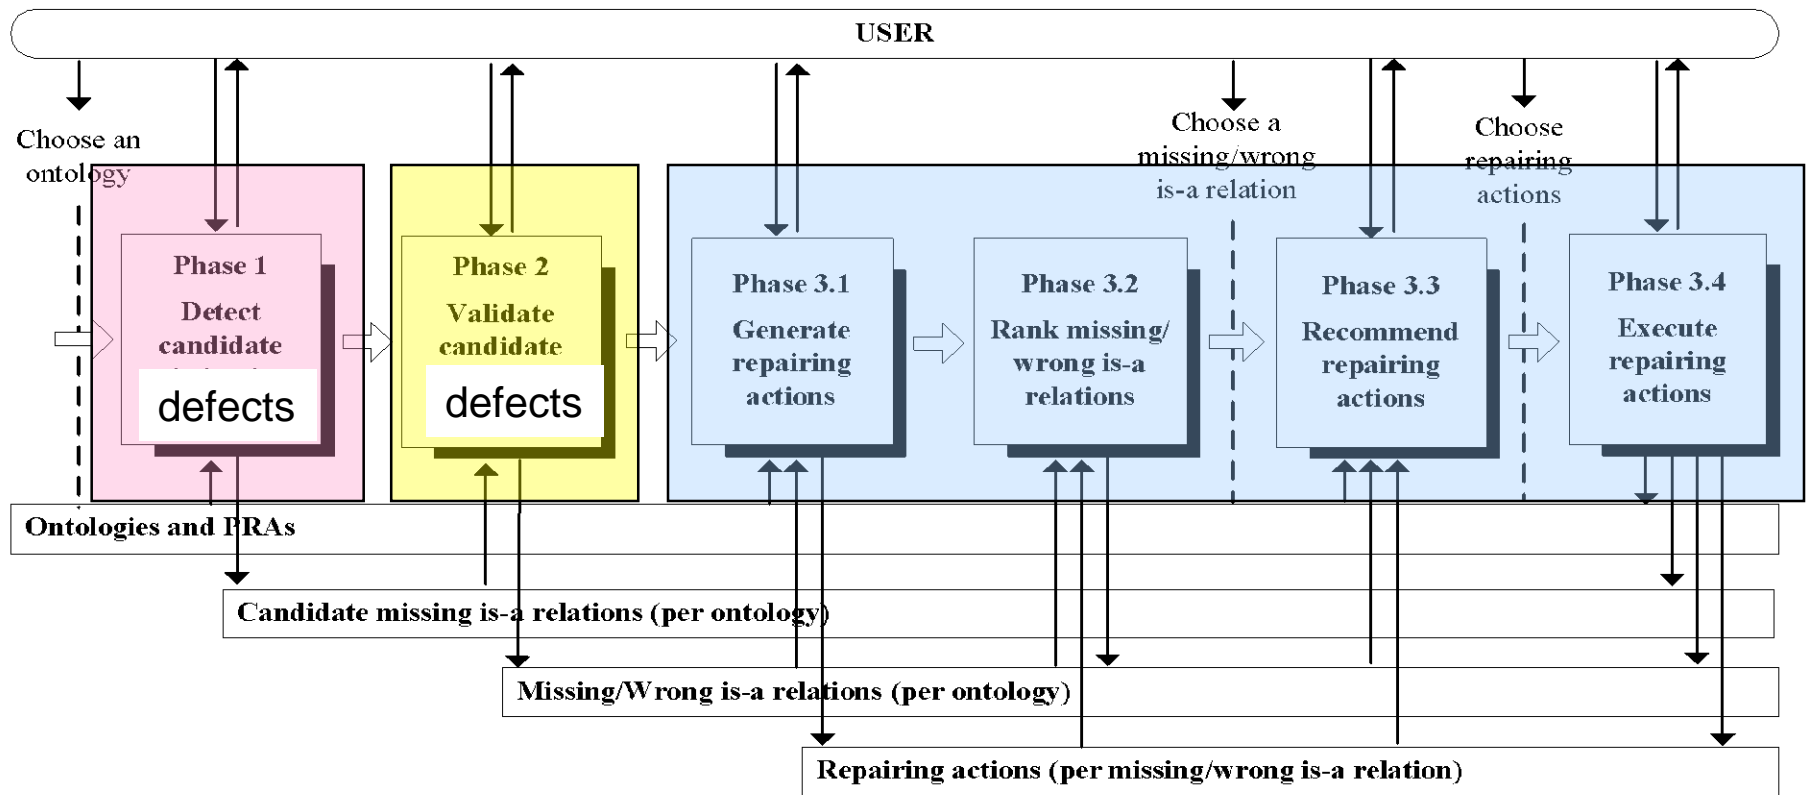 USER
Choose an
ontology
Choose a
missing/wrong
is-a relation
Choose
repairing
actions
Phase 1
Detect
candidate
defects
Phase 2
Validate
candidate
defects
Phase 3.1
Generate
repairing
actions
Phase 3.2
Rank missing/
wrong is-a
relations
Phase 3.3
Recommend
repairing
actions
Phase 3.4
Execute
repairing
actions
Ontologies and PRAs
Candidate missing is-a relations (per ontology)
Missing/Wrong is-a relations (per ontology)
Repairing actions (per missing/wrong is-a relation)